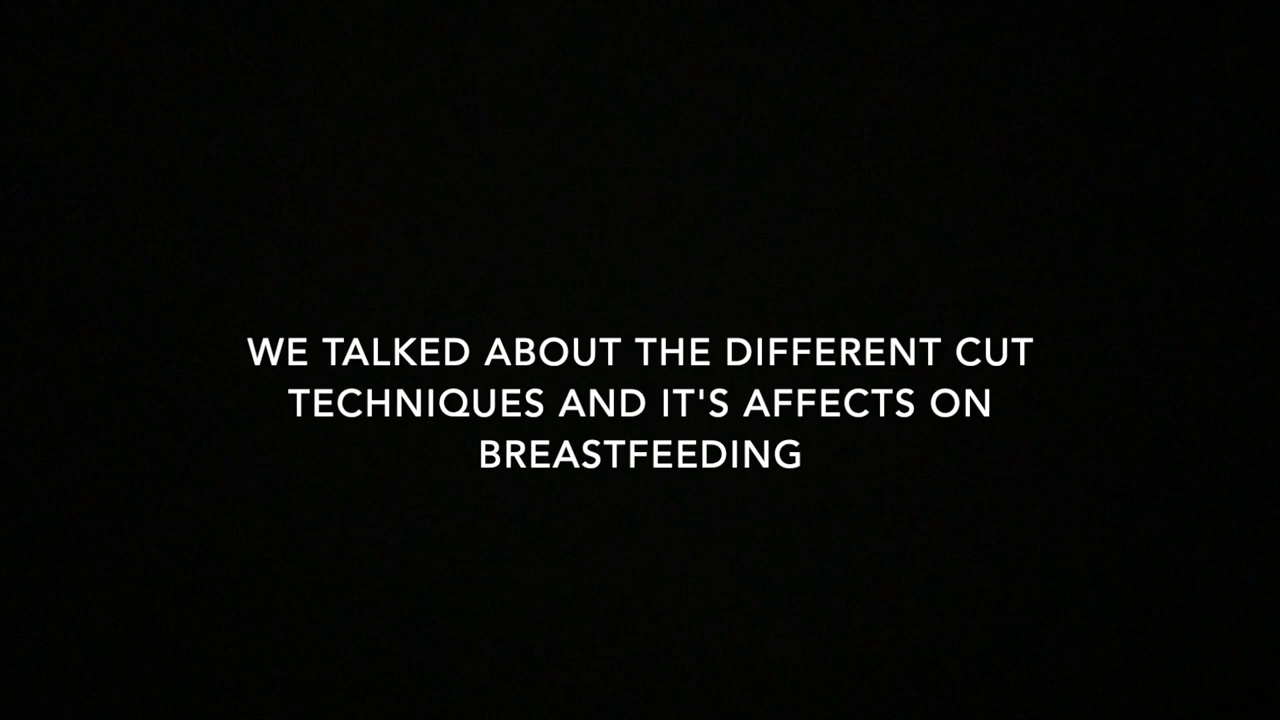 WE TALKED ABOUT THE DIFFERENT CUT
TECHNIQUES AND IT'S AFFECTS ON
BREASTFEEDING